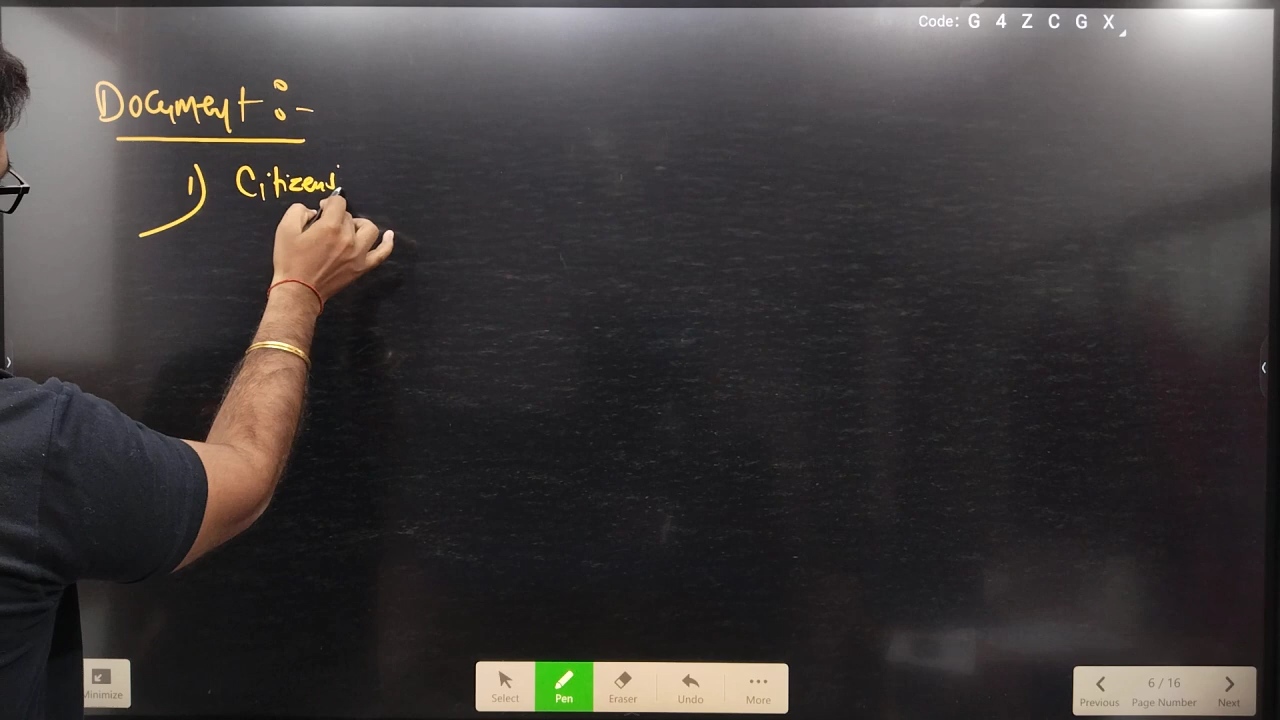 Code: G 4 Z C G X
Document :-
1) Citizens
Minimize
Select
Pen
Eraser
Undo
More
6 / 16
Previous
Page Number
Next